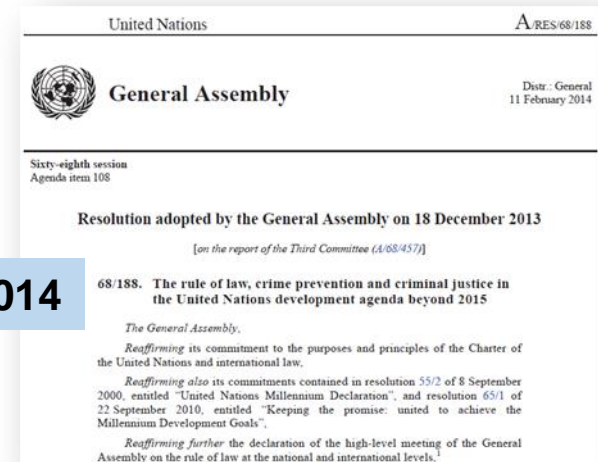 United Nations
A/RES/68/188
General Assembly
Distr.: General
11 February 2014
Sixty-eighth session
Agenda item 108
Resolution adopted by the General Assembly on 18 December 2013
[on the report of the Third Committee (A/68/457)]
014
68/188. The rule of law, crime prevention and criminal justice in
the United Nations development agenda beyond 2015
The General Assembly,
Reaffirming its commitment to the purposes and principles of the Charter of
the United Nations and international law,
Reaffirming also its commitments contained in resolution 55/2 of 8 September
2000, entitled “United Nations Millennium Declaration”, and resolution 65/1 of
22 September 2010, entitled “Keeping the promise: united to achieve the
Millennium Development Goals”,
Reaffirming further the declaration of the high-level meeting of the General
Assembly on the rule of law at the national and international levels,1